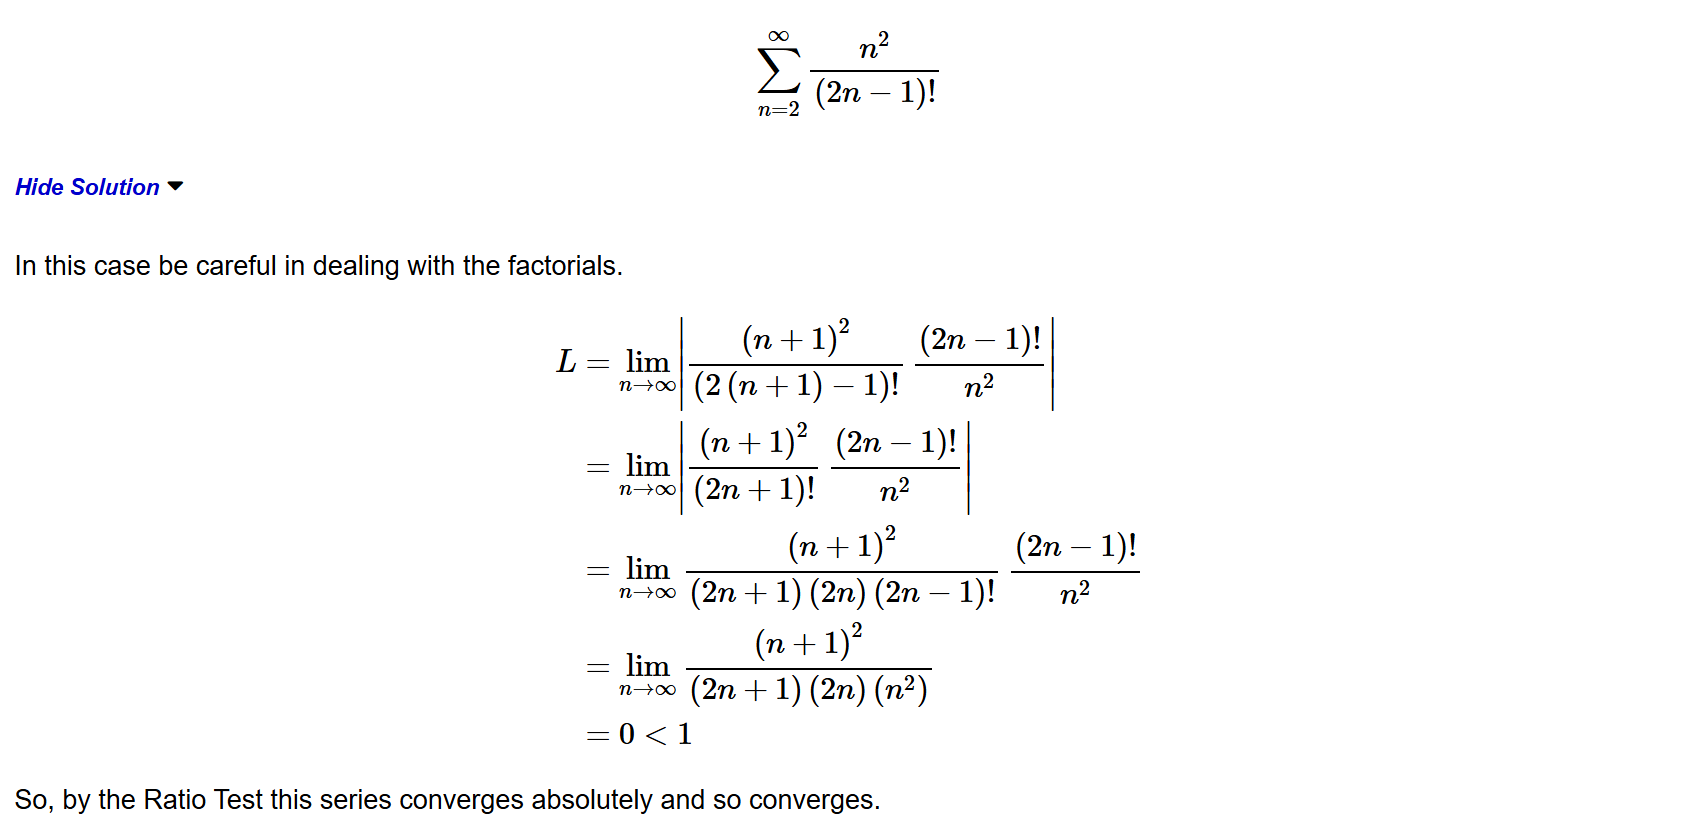 \sum_{n=2}^{\infty} \frac{n^2}{(2n-1)!}
Hide Solution
In this case be careful in dealing with the factorials.
L = \lim_{n \to \infty} \left| \frac{(n+1)^2}{(2(n+1)-1)!} \frac{(2n-1)!}{n^2} \right|
= \lim_{n \to \infty} \left| \frac{(n+1)^2}{(2n+1)!} \frac{(2n-1)!}{n^2} \right|
= \lim_{n \to \infty} \frac{(n+1)^2}{(2n+1)(2n)(2n-1)!} \frac{(2n-1)!}{n^2}
= \lim_{n \to \infty} \frac{(n+1)^2}{(2n+1)(2n)(n^2)}
= 0 < 1
So, by the Ratio Test this series converges absolutely and so converges.